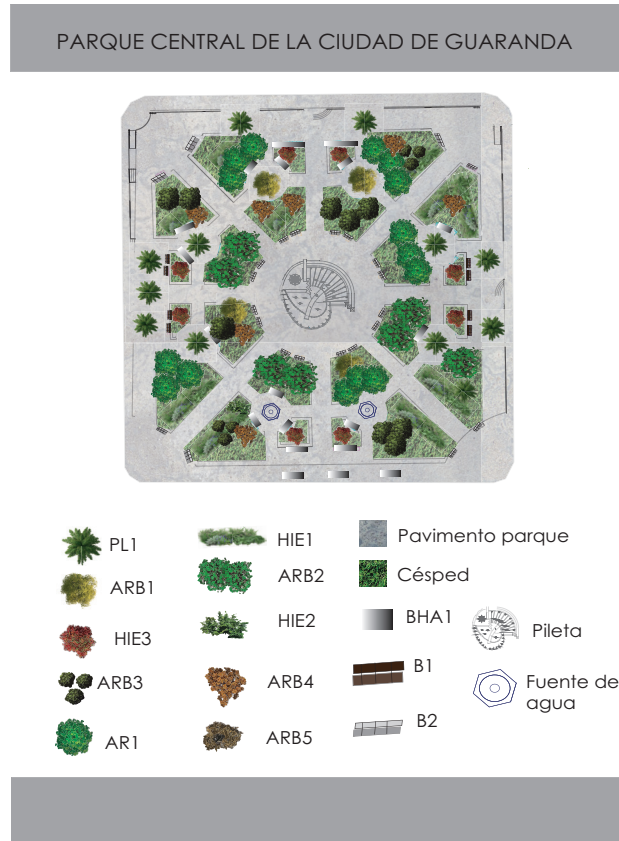 PARQUE CENTRAL DE LA CIUDAD DE GUARANDA
PL1
ARB1
HIE3
ARB3
AR1
HIE1
ARB2
HIE2
ARB4
ARB5
Pavimento parque
Césped
BHA1
B1
B2
Pileta
Fuente de
agua